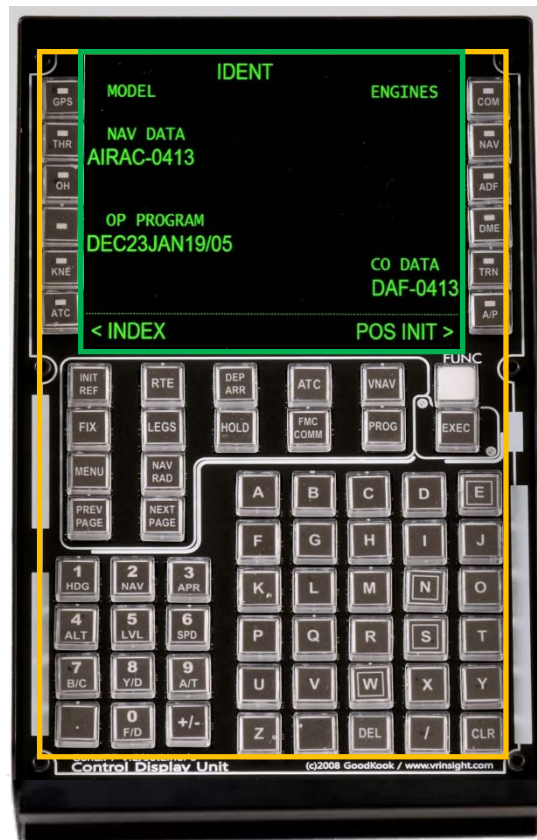 IDENT
MODEL ENGINES
GPS COM
THR NAV DATA NAV
AIRAC-0413
OH ADF
OP PROGRAM DME
DEC23JAN19/05
KNE CO DATA TRN
DAF-0413
ATC A/P
< INDEX POS INIT >
FUNC
INIT REF RTE DEP ARR ATC VNAV
FIX LEGS HOLD FMC COMM PROG EXEC
MENU NAV RAD
A B C D E
PREV PAGE NEXT PAGE
F G H I J
1 HDG 2 NAV 3 APR
K L M N O
4 ALT 5 LVL 6 SPD
P Q R S T
7 B/C 8 Y/D 9 A/T
U V W X Y
. 0 F/D +/-
Z DEL / CLR
Control Display Unit (c)2008 GoodKook / www.vrinsight.com